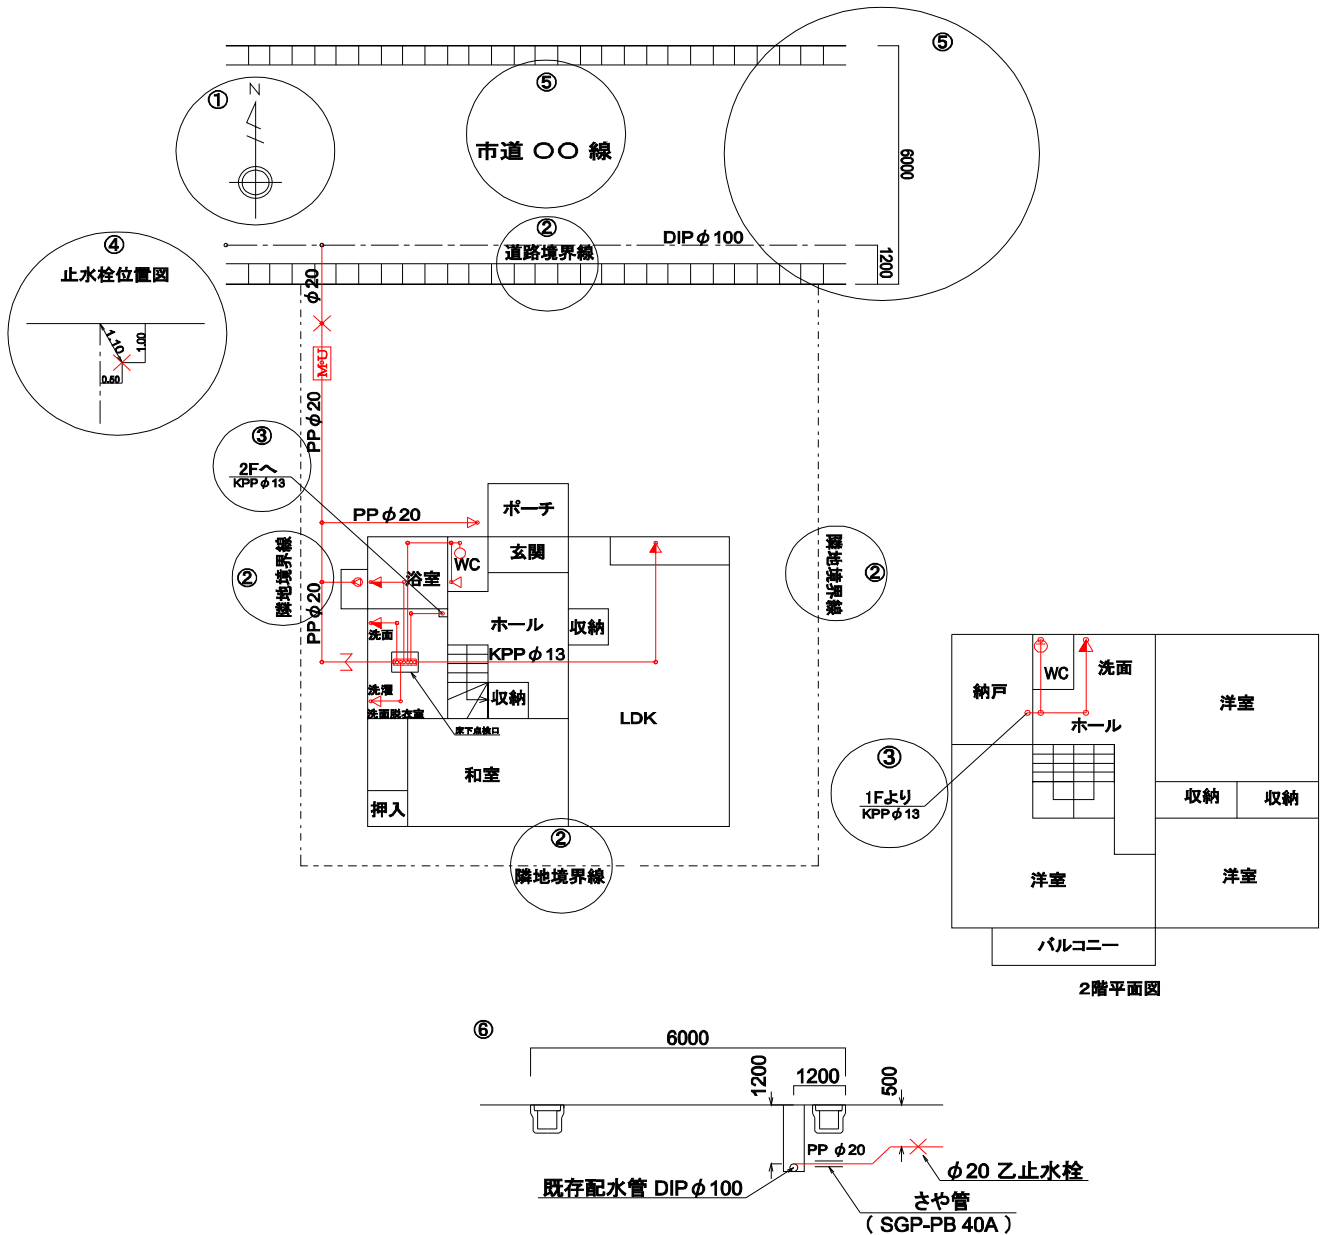 ①
N
⑤
市道 〇〇 線
⑤
6000
②
道路境界線
DIPφ100
1200
④
止水栓位置図
1.10
1.00
0.50
φ20
M・U
PPφ20
③
2Fへ
KPPφ13
PPφ20
ポーチ
玄関
WC
浴室
②
隣地境界線
PPφ20
隣地境界線
②
洗面
ホール
収納
KPPφ13
洗濯
洗面脱衣室
収納
床下点検口
LDK
和室
押入
②
隣地境界線
納戸
WC
洗面
洋室
ホール
③
1Fより
KPPφ13
収納
収納
洋室
洋室
バルコニー
2階平面図
⑥
6000
1200
1200
500
PP φ20
φ20 乙止水栓
既存配水管 DIPφ100
さや管
( SGP-PB 40A )